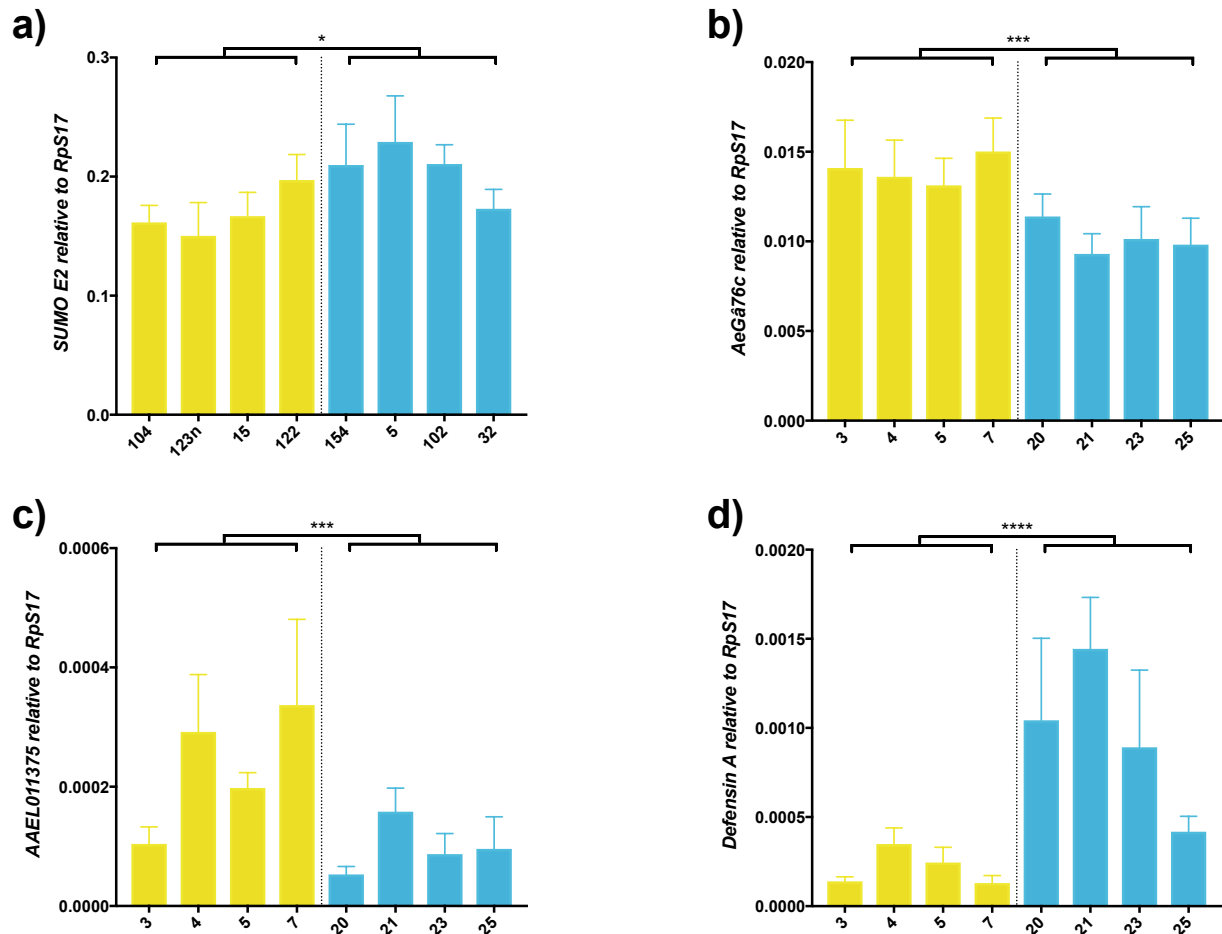 a)
*
SUMO E2 relative to RpS17
0.3
0.2
0.1
0.0
104 123n 15 122 154 5 102 32
b)
***
AeGâ76c relative to RpS17
0.020
0.015
0.010
0.005
0.000
3 4 5 7 20 21 23 25
c)
***
AAEL011375 relative to RpS17
0.0006
0.0004
0.0002
0.0000
3 4 5 7 20 21 23 25
d)
****
Defensin A relative to RpS17
0.0020
0.0015
0.0010
0.0005
0.0000
3 4 5 7 20 21 23 25